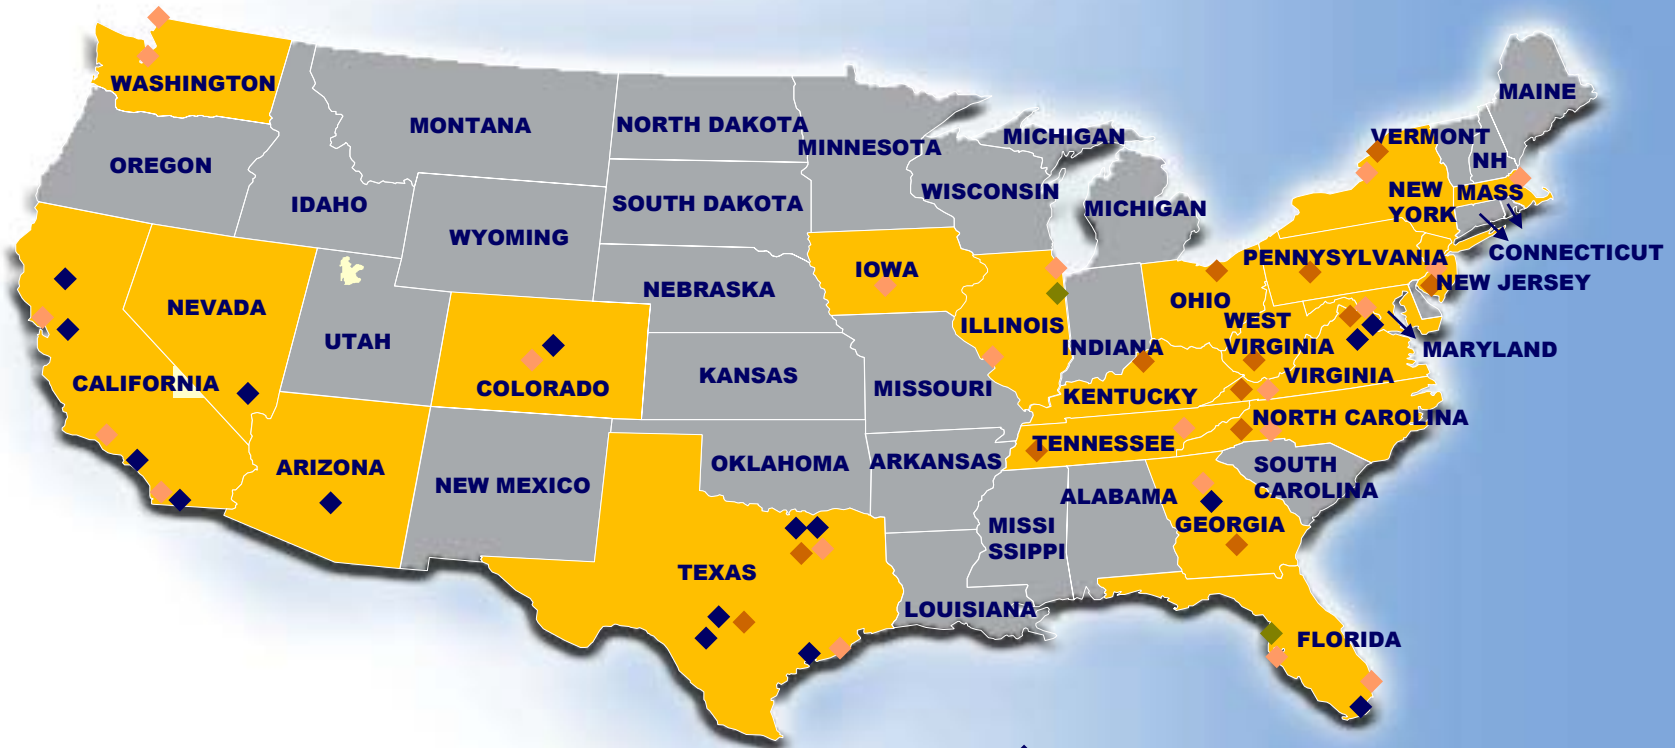 WASHINGTON
OREGON
IDAHO
MONTANA
NORTH DAKOTA
MINNESOTA
MICHIGAN
WISCONSIN
MICHIGAN
MAINE
VERMONT
NH
NEW
YORK
MASS
CONNECTICUT
NEW JERSEY
PENNYSYLVANIA
SOUTH DAKOTA
WYOMING
IOWA
NEBRASKA
NEVADA
UTAH
COLORADO
CALIFORNIA
KANSAS
MISSOURI
ILLINOIS
INDIANA
OHIO
WEST
VIRGINIA
VIRGINIA
MARYLAND
KENTUCKY
NORTH CAROLINA
TENNESSEE
SOUTH
CAROLINA
ARIZONA
NEW MEXICO
OKLAHOMA
ARKANSAS
ALABAMA
GEORGIA
MISSI
SSIPPI
TEXAS
LOUISIANA
FLORIDA